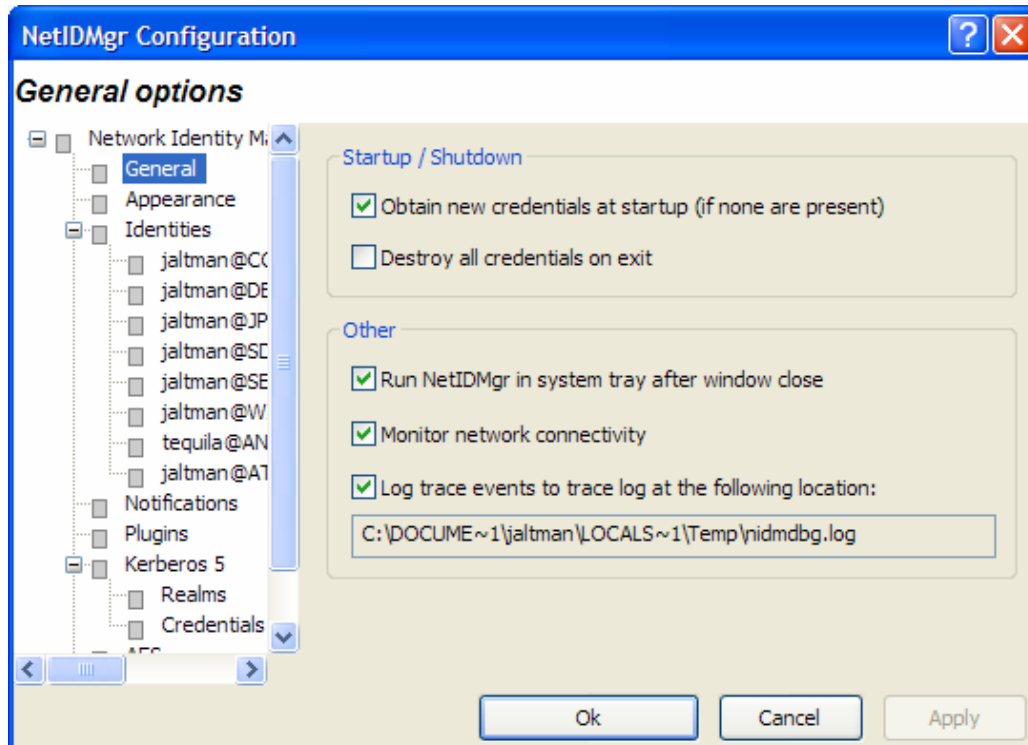 NetIDMgr Configuration
General options
Network Identity Ma
General
Appearance
Identities
jaltman@CC
jaltman@DE
jaltman@JP
jaltman@SD
jaltman@SE
jaltman@W
tequila@AN
jaltman@AT
Notifications
Plugins
Kerberos 5
Realms
Credentials
AFS
Startup / Shutdown
Obtain new credentials at startup (if none are present)
Destroy all credentials on exit
Other
Run NetIDMgr in system tray after window close
Monitor network connectivity
Log trace events to trace log at the following location:
C:\DOCUME~1\jaltman\LOCALS~1\Temp\nidmdbg.log
Ok
Cancel
Apply